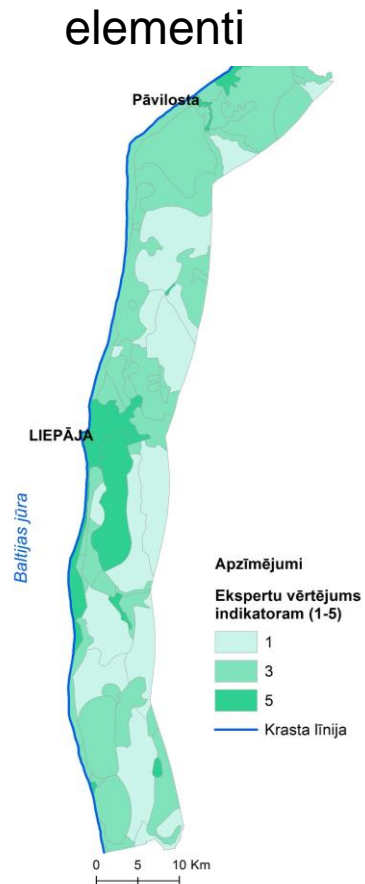 elementi
Pāvilosta
LIEPĀJA
Baltijas jūra
Apzīmējumi
Ekspertu vērtējums
indikatoram (1-5)
1
3
5
Krasta līnija
0 5 10 Km